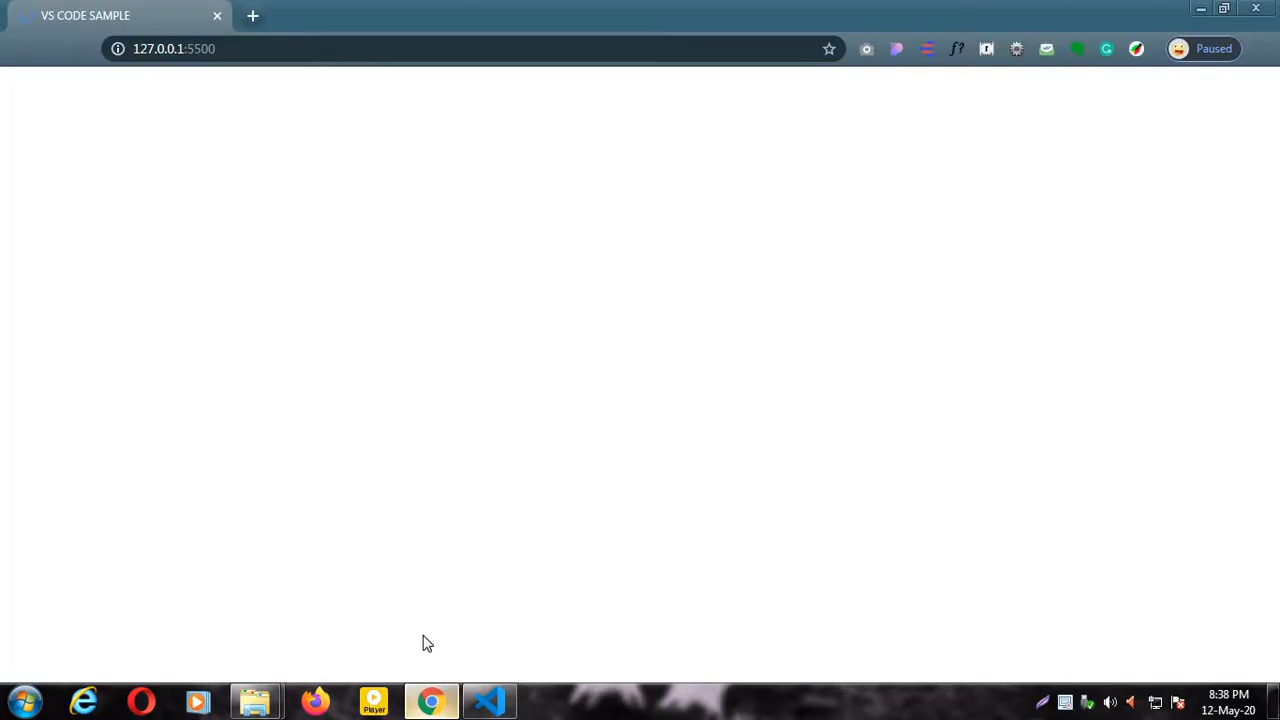 VS CODE SAMPLE
127.0.0.1:5500
f?
Paused
Player
8:38 PM
12-May-20